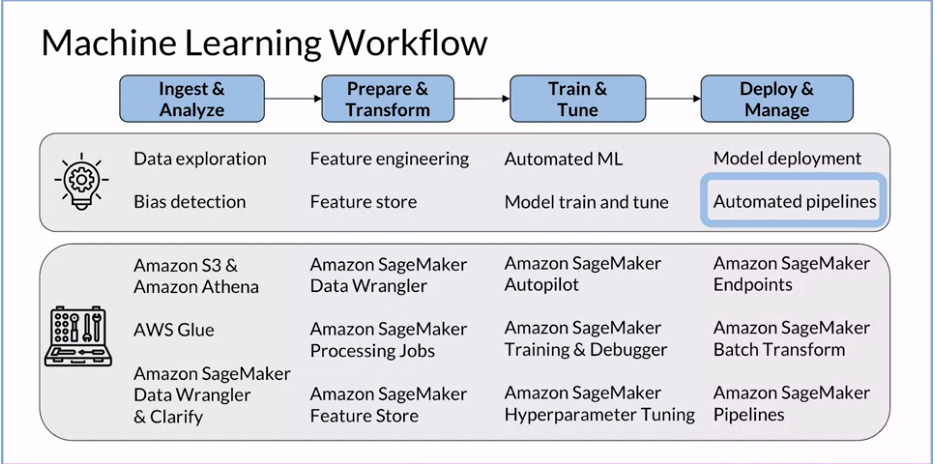 Machine Learning Workflow
Ingest &
Analyze
Prepare &
Transform
Train &
Tune
Deploy &
Manage
Data exploration
Feature engineering
Automated ML
Model deployment
Bias detection
Feature store
Model train and tune
Automated pipelines
Amazon S3 &
Amazon Athena
AWS Glue
Amazon SageMaker
Data Wrangler
& Clarify
Amazon SageMaker
Data Wrangler
Amazon SageMaker
Processing Jobs
Amazon SageMaker
Feature Store
Amazon SageMaker
Autopilot
Amazon SageMaker
Training & Debugger
Amazon SageMaker
Hyperparameter Tuning
Amazon SageMaker
Endpoints
Amazon SageMaker
Batch Transform
Amazon SageMaker
Pipelines